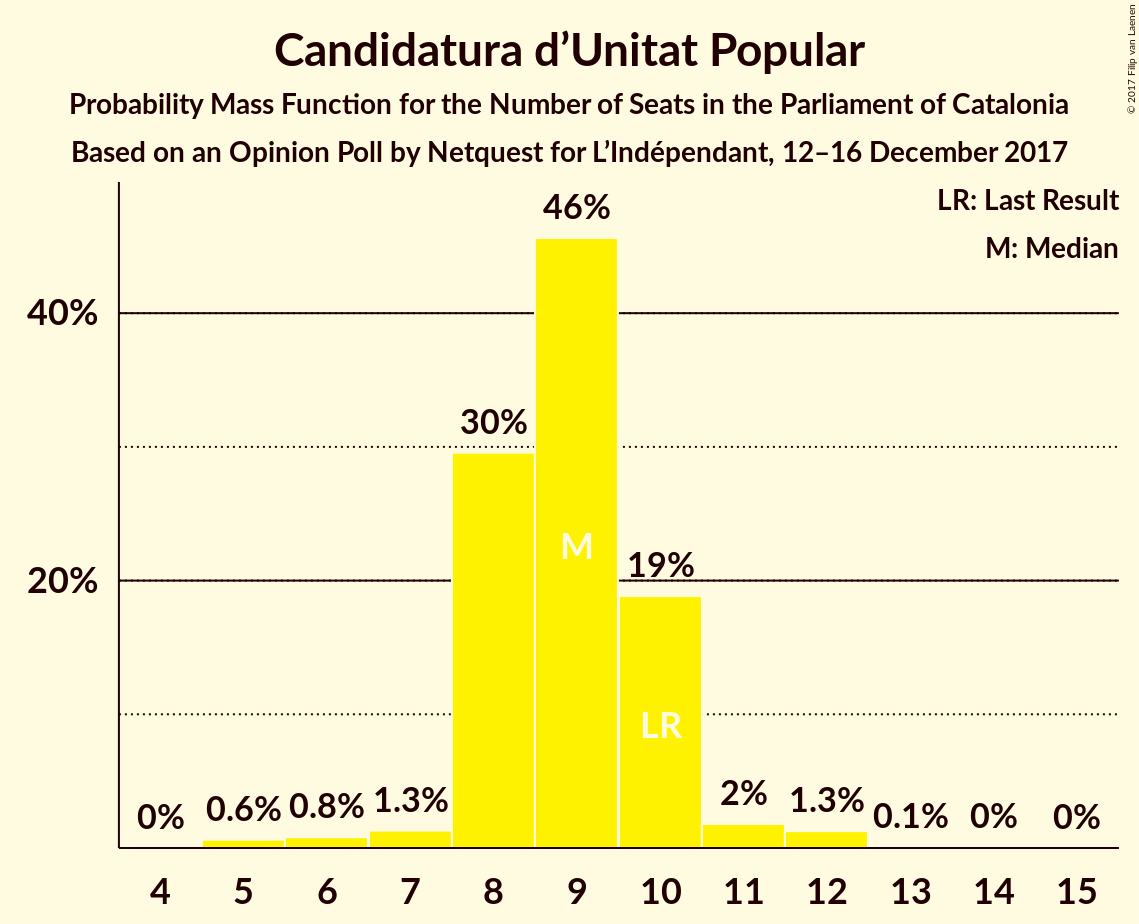 Candidatura d’Unitat Popular
Probability Mass Function for the Number of Seats in the Parliament of Catalonia
Based on an Opinion Poll by Netquest for L’Indépendant, 12–16 December 2017
© 2017 Filip van Laenen
LR: Last Result
M: Median
46%
40%
30%
M
19%
20%
LR
0% 0.6% 0.8% 1.3% 2% 1.3% 0.1% 0% 0%
4 5 6 7 8 9 10 11 12 13 14 15